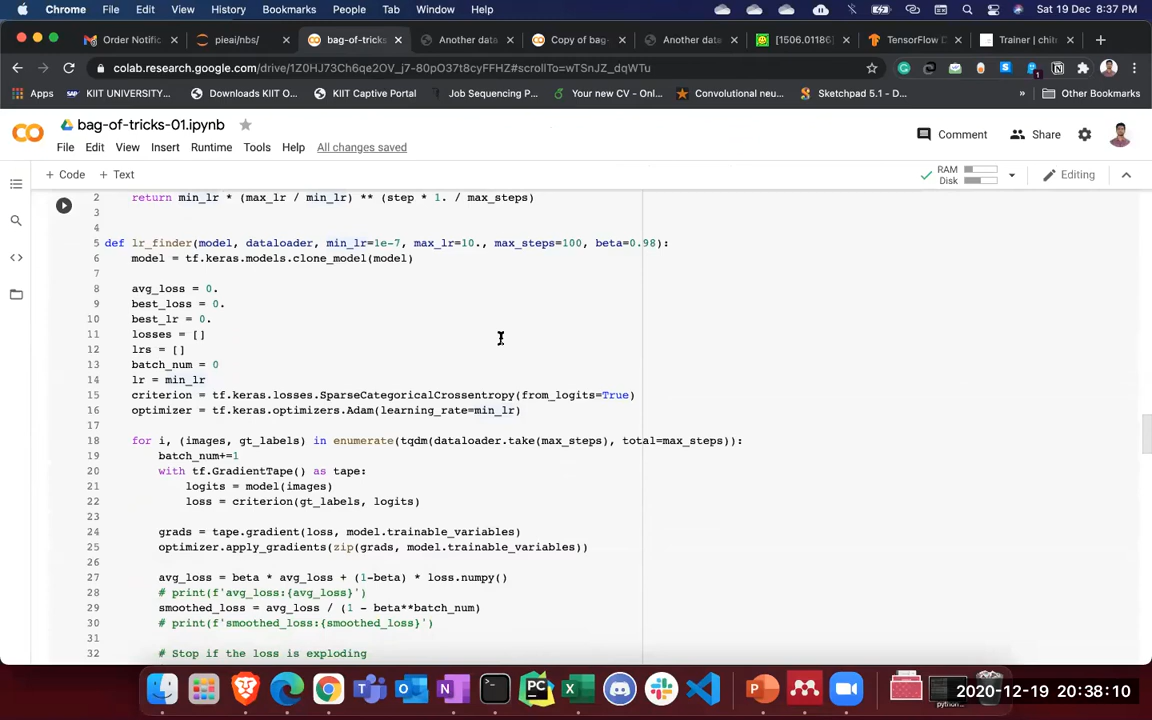 Chrome File Edit View History Bookmarks People Tab Window Help Sat 19 Dec 8:37 PM
Order Notific pieai/nbs/ bag-of-tricks Another data Copy of bag- Another data [1506.01186] TensorFlow D Trainer | chite
colab.research.google.com/drive/1Z0HJ73Ch6qe2OV_j7-80pO37t8cyFFHZ#scrollTo=wTSnJZ_dqWTu
Apps KIIT UNIVERSITY... Downloads KIIT O... KIIT Captive Portal Job Sequencing P... Your new CV - Onl... Convolutional neu... Sketchpad 5.1 - D... » Other Bookmarks
bag-of-tricks-01.ipynb
Comment Share
File Edit View Insert Runtime Tools Help All changes saved
+ Code + Text RAM Disk Editing
2 return min_lr * (max_lr / min_lr) ** (step * 1. / max_steps)
3
4
5 def lr_finder(model, dataloader, min_lr=1e-7, max_lr=10., max_steps=100, beta=0.98):
6 model = tf.keras.models.clone_model(model)
7
8 avg_loss = 0.
9 best_loss = 0.
10 best_lr = 0.
11 losses = []
12 lrs = []
13 batch_num = 0
14 lr = min_lr
15 criterion = tf.keras.losses.SparseCategoricalCrossentropy(from_logits=True)
16 optimizer = tf.keras.optimizers.Adam(learning_rate=min_lr)
17
18 for i, (images, gt_labels) in enumerate(tqdm(dataloader.take(max_steps), total=max_steps)):
19 batch_num+=1
20 with tf.GradientTape() as tape:
21 logits = model(images)
22 loss = criterion(gt_labels, logits)
23
24 grads = tape.gradient(loss, model.trainable_variables)
25 optimizer.apply_gradients(zip(grads, model.trainable_variables))
26
27 avg_loss = beta * avg_loss + (1-beta) * loss.numpy()
28 # print(f'avg_loss:{avg_loss}')
29 smoothed_loss = avg_loss / (1 - beta**batch_num)
30 # print(f'smoothed_loss:{smoothed_loss}')
31
32 # Stop if the loss is exploding
2020-12-19 20:38:10